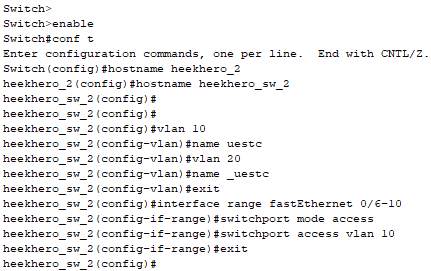 Switch>
Switch>enable
Switch#conf t
Enter configuration commands, one per line.  End with CNTL/Z.
Switch(config)#hostname heekhero_2
heekhero_2(config)#hostname heekhero_sw_2
heekhero_sw_2(config)#
heekhero_sw_2(config)#
heekhero_sw_2(config)#vlan 10
heekhero_sw_2(config-vlan)#name uestc
heekhero_sw_2(config-vlan)#vlan 20
heekhero_sw_2(config-vlan)#name _uestc
heekhero_sw_2(config-vlan)#exit
heekhero_sw_2(config)#interface range fastEthernet 0/6-10
heekhero_sw_2(config-if-range)#switchport mode access
heekhero_sw_2(config-if-range)#switchport access vlan 10
heekhero_sw_2(config-if-range)#exit
heekhero_sw_2(config)#